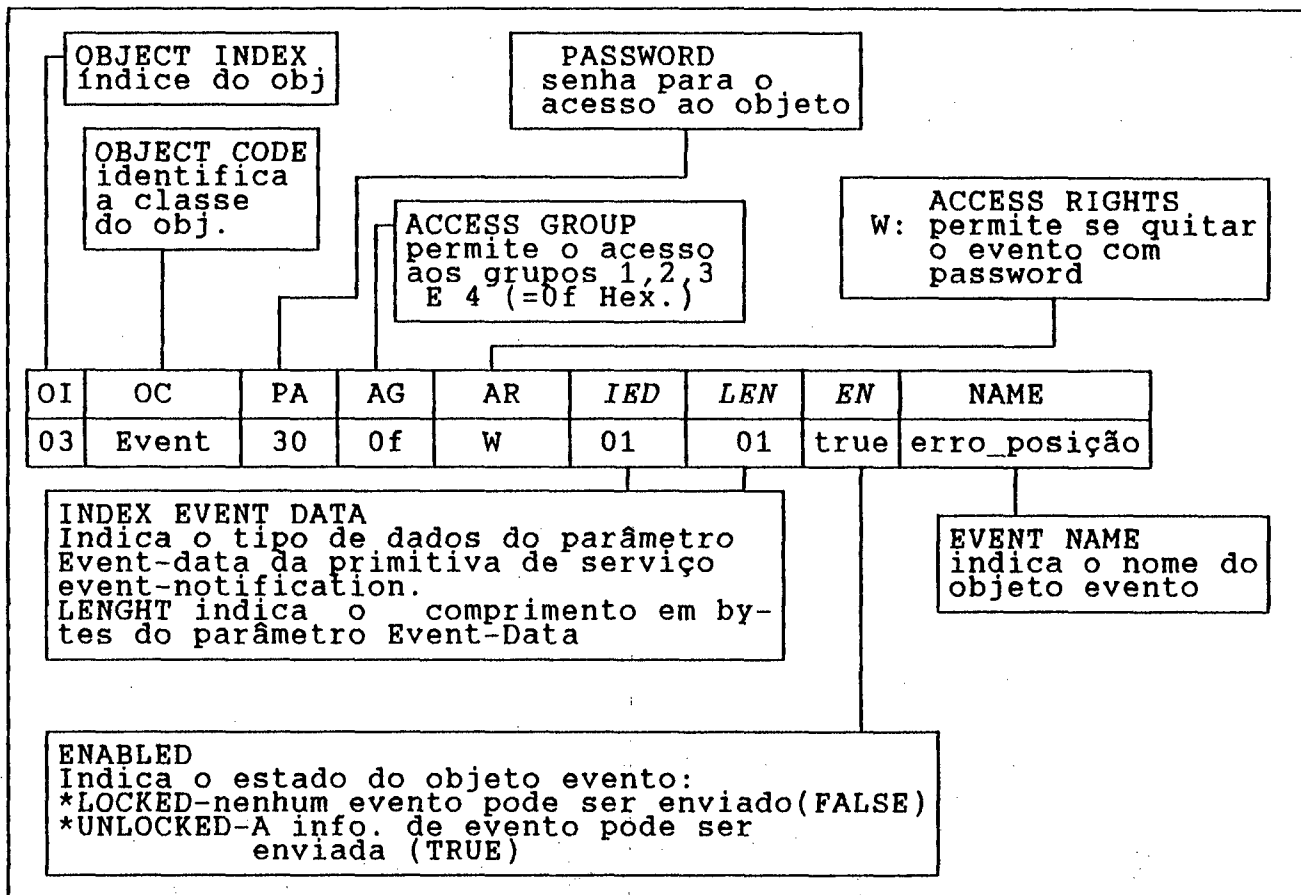 OBJECT INDEX
índice do obj
PASSWORD
senha para o
acesso ao objeto
OBJECT CODE
identifica
a classe
do obj.
ACCESS GROUP
permite o acesso
aos grupos 1,2,3
E 4 (=0f Hex.)
ACCESS RIGHTS
W: permite se quitar
o evento com
password
OI OC PA AG AR IED LEN EN NAME
03 Event 30 0f W 01 01 true erro_posição
INDEX EVENT DATA
Indica o tipo de dados do parâmetro
Event-data da primitiva de serviço
event-notification.
LENGHT indica o comprimento em by-
tes do parâmetro Event-Data
EVENT NAME
indica o nome do
objeto evento
ENABLED
Indica o estado do objeto evento:
*LOCKED-nenhum evento pode ser enviado(FALSE)
*UNLOCKED-A info. de evento pode ser
enviada (TRUE)